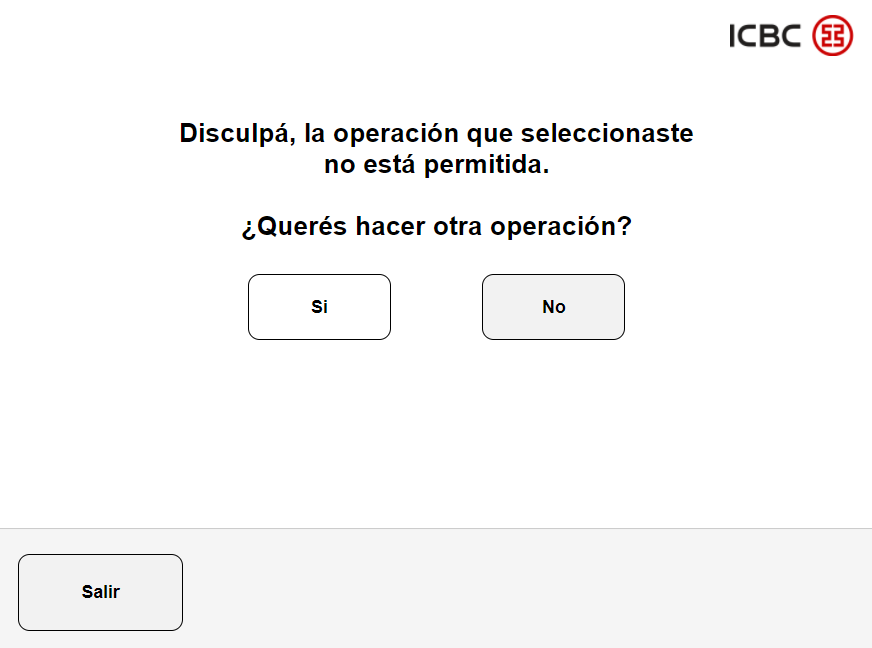 ICBC
Disculpá, la operación que seleccionaste
no está permitida.
¿Querés hacer otra operación?
Si
No
Salir